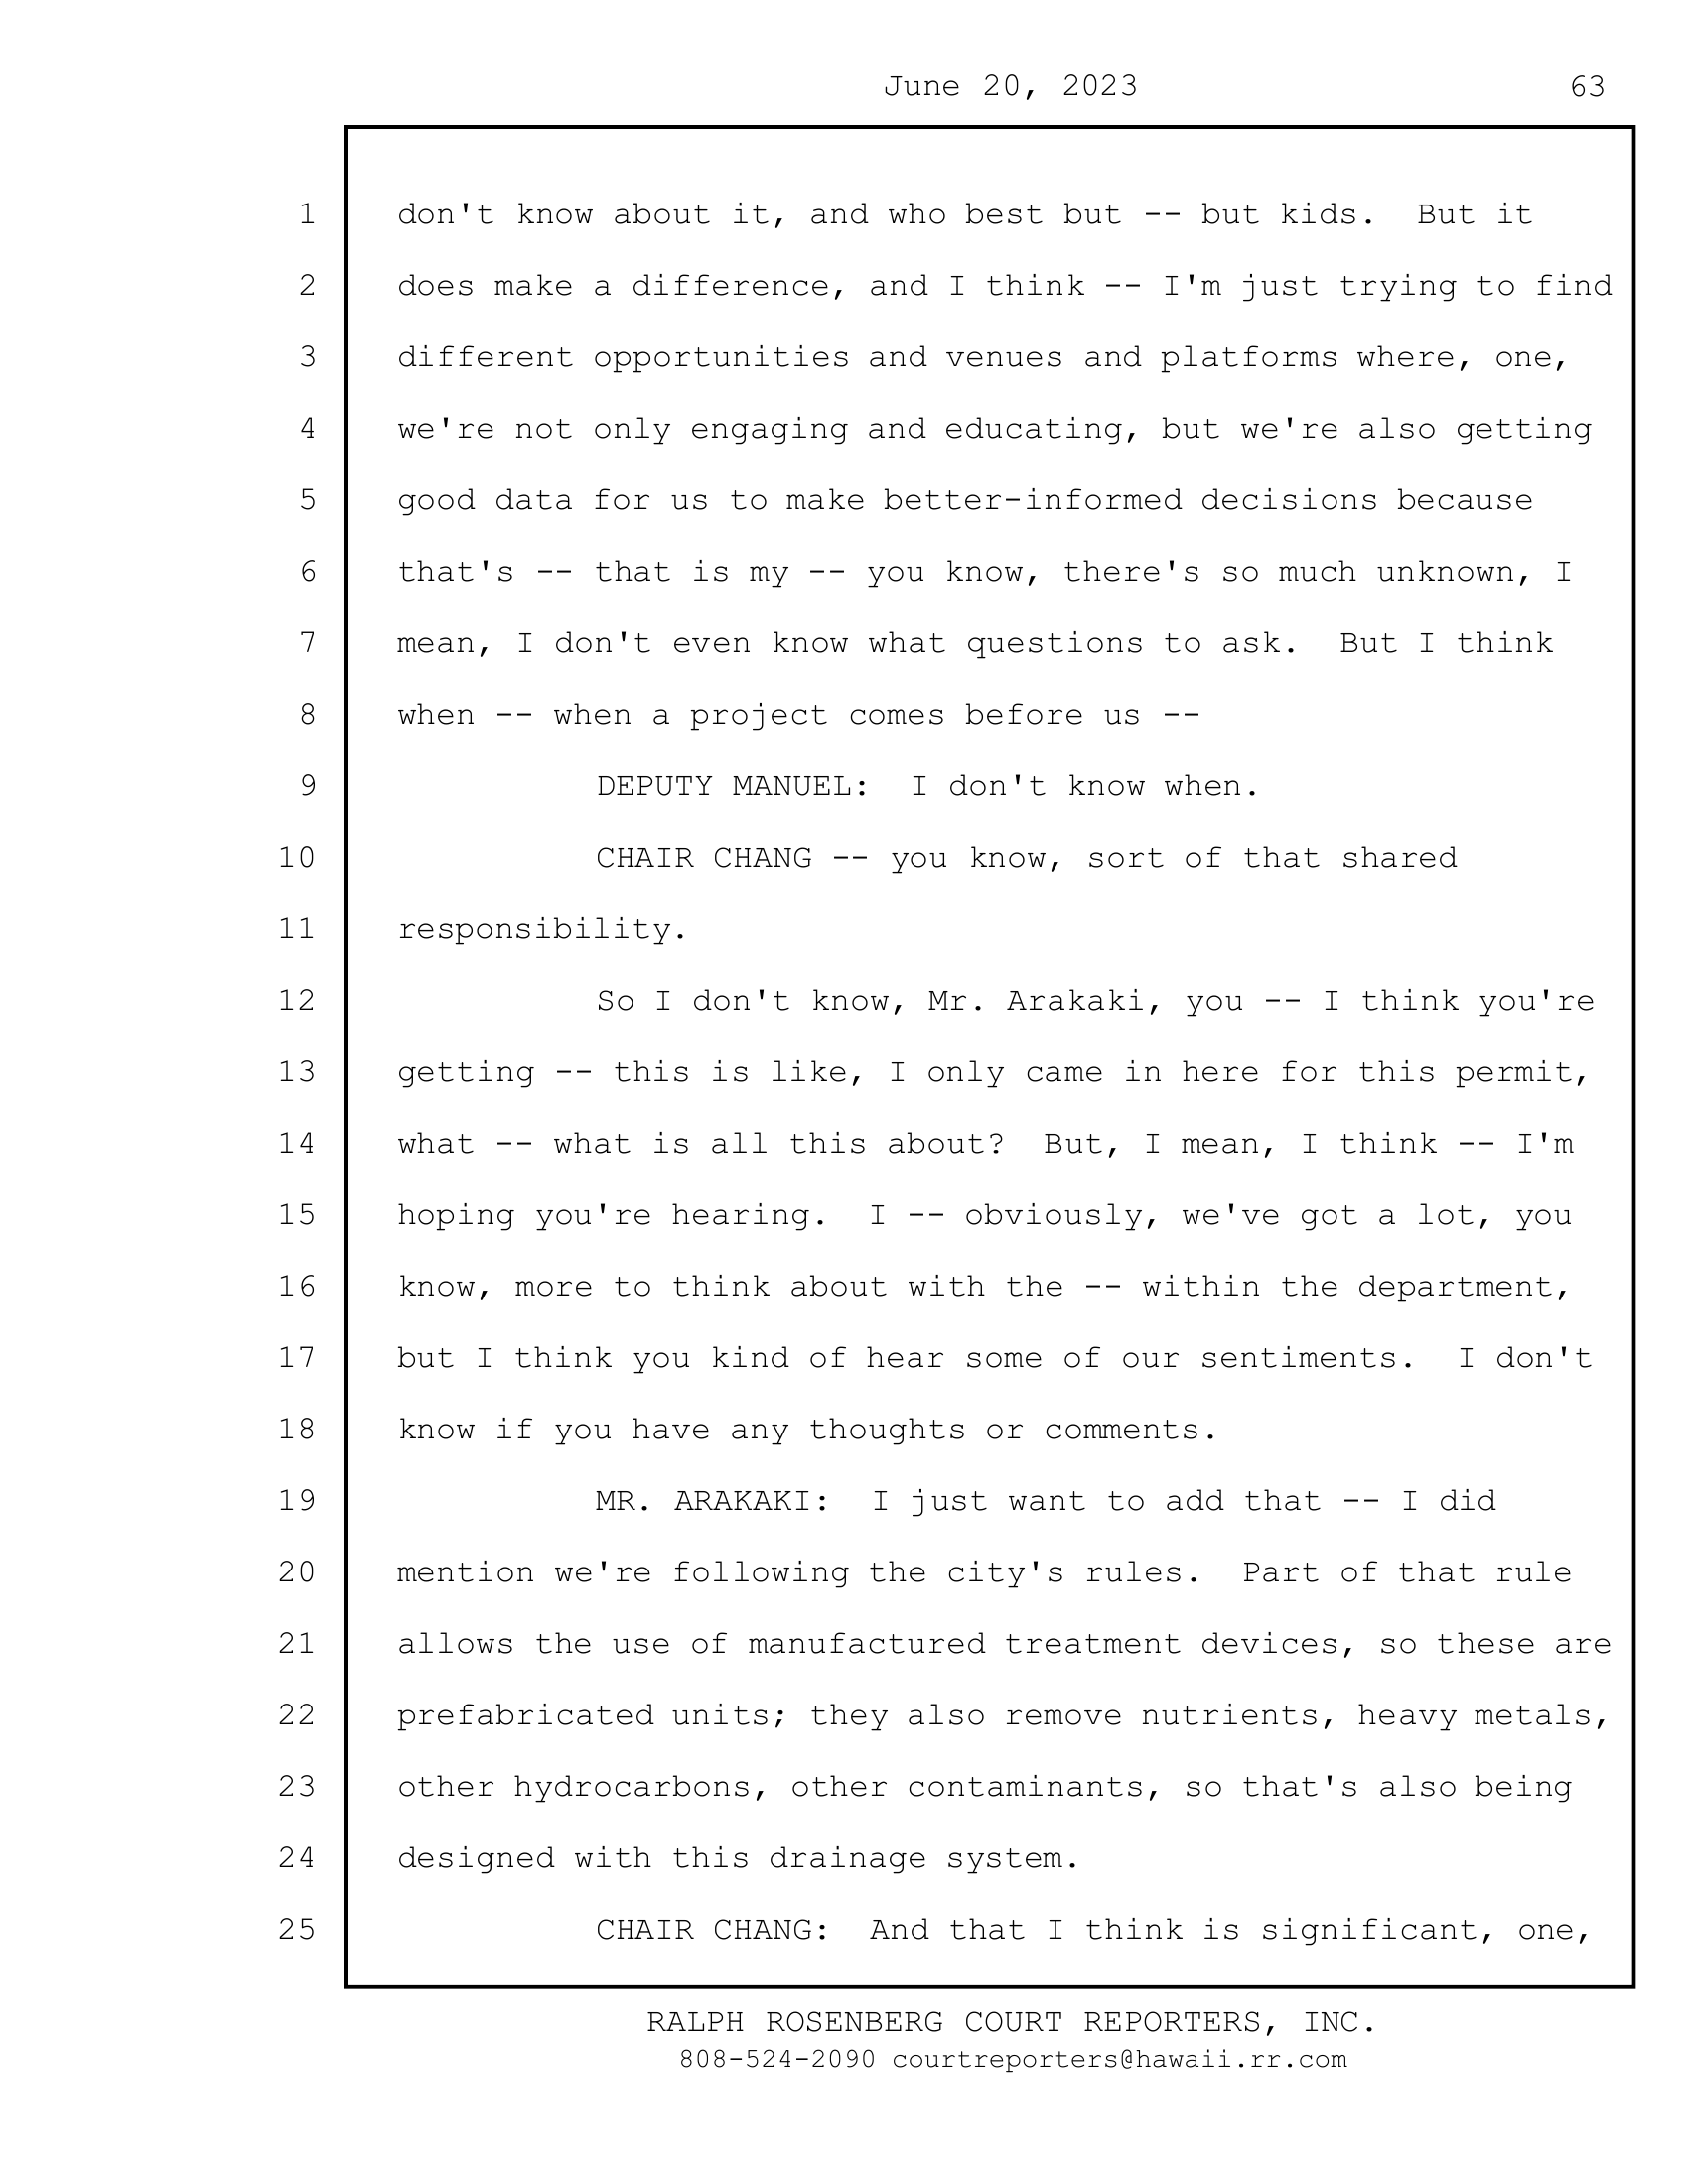 June 20, 2023 63
1 don't know about it, and who best but -- but kids.  But it
2 does make a difference, and I think -- I'm just trying to find
3 different opportunities and venues and platforms where, one,
4 we're not only engaging and educating, but we're also getting
5 good data for us to make better-informed decisions because
6 that's -- that is my -- you know, there's so much unknown, I
7 mean, I don't even know what questions to ask.  But I think
8 when -- when a project comes before us --
9 DEPUTY MANUEL:  I don't know when.
10 CHAIR CHANG -- you know, sort of that shared
11 responsibility.
12 So I don't know, Mr. Arakaki, you -- I think you're
13 getting -- this is like, I only came in here for this permit,
14 what -- what is all this about?  But, I mean, I think -- I'm
15 hoping you're hearing.  I -- obviously, we've got a lot, you
16 know, more to think about with the -- within the department,
17 but I think you kind of hear some of our sentiments.  I don't
18 know if you have any thoughts or comments.
19 MR. ARAKAKI:  I just want to add that -- I did
20 mention we're following the city's rules.  Part of that rule
21 allows the use of manufactured treatment devices, so these are
22 prefabricated units; they also remove nutrients, heavy metals,
23 other hydrocarbons, other contaminants, so that's also being
24 designed with this drainage system.
25 CHAIR CHANG:  And that I think is significant, one,
RALPH ROSENBERG COURT REPORTERS, INC.
808-524-2090 courtreporters@hawaii.rr.com